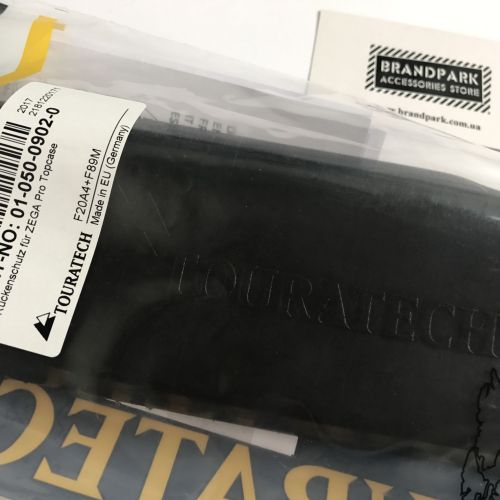 BRANDPARK
ACCESSORIES STORE
www.brandpark.com.ua
2017
T-NO: 01-050-0902-0
Rückenschutz für ZEGA Pro Topcase
F20A4+F89M
Made in EU (Germany)
TOURATECH
TOURATECH